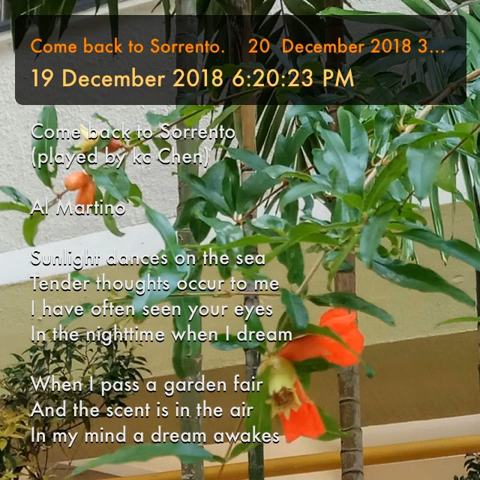 Come back to Sorrento. 20 December 2018 3...
19 December 2018 6:20:23 PM
Come back to Sorrento
(played by kc Chen)
Al Martino
Sunlight dances on the sea
Tender thoughts occur to me
I have often seen your eyes
In the nighttime when I dream
When I pass a garden fair
And the scent is in the air
In my mind a dream awakes